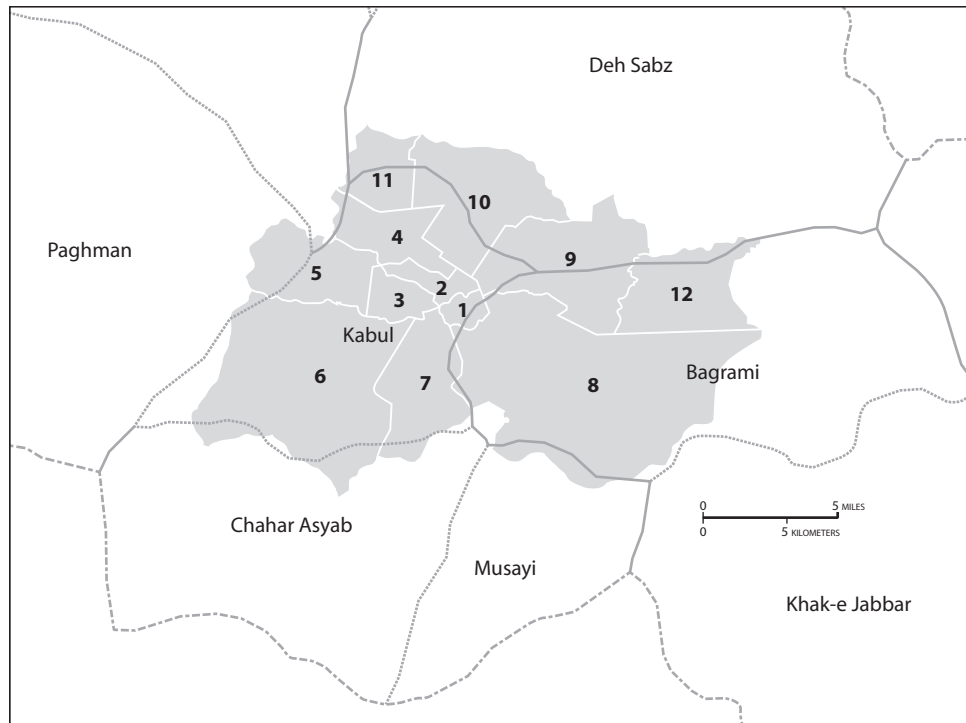 Deh Sabz
11
10
4
Paghman
9
5
2
12
3
1
Kabul
6
7
8
Bagrami
0 5 MILES
0 5 KILOMETERS
Chahar Asyab
Musayi
Khak-e Jabbar